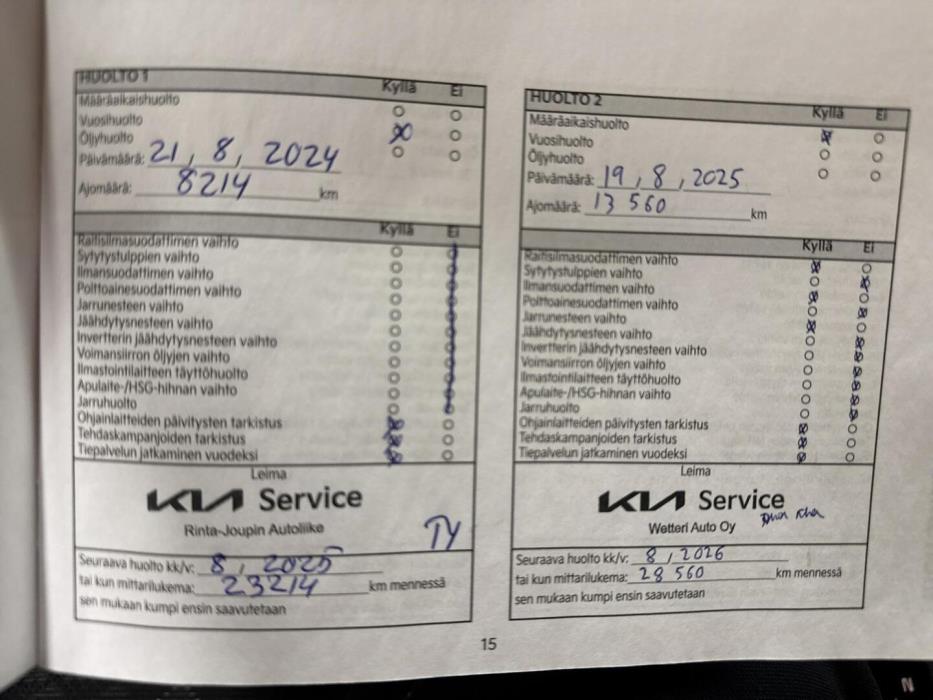 HUOLTO 1
Kyllä Ei
Määräaikaishuolto
Vuosihuolto
Öljyhuolto
Päivämäärä: 21, 8, 2024
Ajomäärä: 8214 km
Kyllä Ei
Raitisilmasuodattimen vaihto
Sytytystulppien vaihto
Ilmansuodattimen vaihto
Polttoainesuodattimen vaihto
Jarrunesteen vaihto
Jäähdytysnesteen vaihto
Invertterin jäähdytysnesteen vaihto
Voimansiirron öljyjen vaihto
Ilmastointilaitteen täyttöhuolto
Apulaite-/HSG-hihnan vaihto
Jarruhuolto
Ohjainlaitteiden päivitysten tarkistus
Tehdaskampanjoiden tarkistus
Tiepalvelun jatkaminen vuodeksi
Leima
KIA Service
Rinta-Joupin Autoliike
TY
Seuraava huolto kk/v: 8, 2025
tai kun mittarilukema: 23214 km mennessä
sen mukaan kumpi ensin saavutetaan
HUOLTO 2
Kyllä Ei
Määräaikaishuolto
Vuosihuolto
Öljyhuolto
Päivämäärä: 19, 8, 2025
Ajomäärä: 13 560 km
Kyllä Ei
Raitisilmasuodattimen vaihto
Sytytystulppien vaihto
Ilmansuodattimen vaihto
Polttoainesuodattimen vaihto
Jarrunesteen vaihto
Jäähdytysnesteen vaihto
Invertterin jäähdytysnesteen vaihto
Voimansiirron öljyjen vaihto
Ilmastointilaitteen täyttöhuolto
Apulaite-/HSG-hihnan vaihto
Jarruhuolto
Ohjainlaitteiden päivitysten tarkistus
Tehdaskampanjoiden tarkistus
Tiepalvelun jatkaminen vuodeksi
Leima
KIA Service
Wetteri Auto Oy
Seuraava huolto kk/v: 8, 2026
tai kun mittarilukema: 28 560 km mennessä
sen mukaan kumpi ensin saavutetaan
15